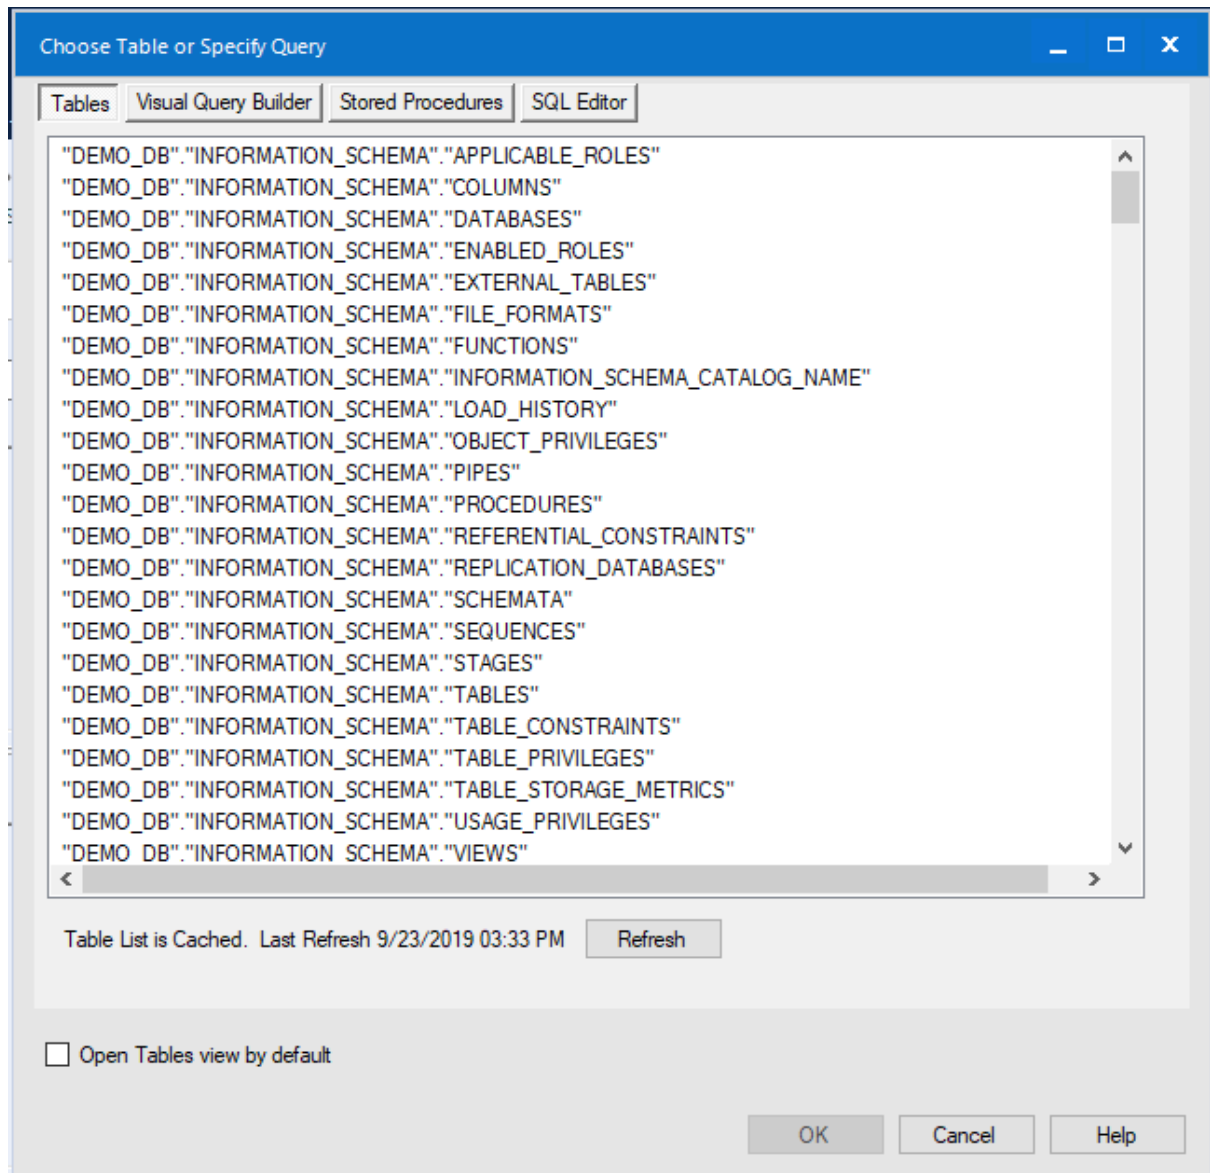 Choose Table or Specify Query
Tables Visual Query Builder Stored Procedures SQL Editor
"DEMO_DB"."INFORMATION_SCHEMA"."APPLICABLE_ROLES"
"DEMO_DB"."INFORMATION_SCHEMA"."COLUMNS"
"DEMO_DB"."INFORMATION_SCHEMA"."DATABASES"
"DEMO_DB"."INFORMATION_SCHEMA"."ENABLED_ROLES"
"DEMO_DB"."INFORMATION_SCHEMA"."EXTERNAL_TABLES"
"DEMO_DB"."INFORMATION_SCHEMA"."FILE_FORMATS"
"DEMO_DB"."INFORMATION_SCHEMA"."FUNCTIONS"
"DEMO_DB"."INFORMATION_SCHEMA"."INFORMATION_SCHEMA_CATALOG_NAME"
"DEMO_DB"."INFORMATION_SCHEMA"."LOAD_HISTORY"
"DEMO_DB"."INFORMATION_SCHEMA"."OBJECT_PRIVILEGES"
"DEMO_DB"."INFORMATION_SCHEMA"."PIPES"
"DEMO_DB"."INFORMATION_SCHEMA"."PROCEDURES"
"DEMO_DB"."INFORMATION_SCHEMA"."REFERENTIAL_CONSTRAINTS"
"DEMO_DB"."INFORMATION_SCHEMA"."REPLICATION_DATABASES"
"DEMO_DB"."INFORMATION_SCHEMA"."SCHEMATA"
"DEMO_DB"."INFORMATION_SCHEMA"."SEQUENCES"
"DEMO_DB"."INFORMATION_SCHEMA"."STAGES"
"DEMO_DB"."INFORMATION_SCHEMA"."TABLES"
"DEMO_DB"."INFORMATION_SCHEMA"."TABLE_CONSTRAINTS"
"DEMO_DB"."INFORMATION_SCHEMA"."TABLE_PRIVILEGES"
"DEMO_DB"."INFORMATION_SCHEMA"."TABLE_STORAGE_METRICS"
"DEMO_DB"."INFORMATION_SCHEMA"."USAGE_PRIVILEGES"
"DEMO_DB"."INFORMATION_SCHEMA"."VIEWS"
Table List is Cached. Last Refresh 9/23/2019 03:33 PM Refresh
Open Tables view by default
OK Cancel Help